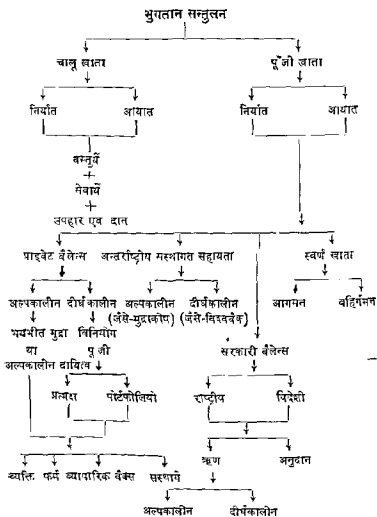 भुगतान सन्तुलन
चालू खाता पूँजी खाता
निर्यात आयात निर्यात आयात
वस्तुयें
+
सेवायें
+
उपहार एव दान
प्राइवेट बैलेन्स अन्तर्राष्ट्रीय संस्थागत सहायता स्वर्ण खाता
अल्पकालीन दीर्घकालीन अल्पकालीन दीर्घकालीन आगमन बहिर्गमन
(जैसे-मुद्राकोष) (जैसे-विश्वबैंक)
भयभीत मुद्रा विनियोग
या पूजी सरकारी बैलेन्स
अल्पकालीन दायित्व
प्रत्यक्ष पोर्टफोलियो राष्ट्रीय विदेशी
ऋण अनुदान
व्यक्ति फर्म व्यापारिक बैक्स सस्थाये
अल्पकालीन दीर्घकालीन